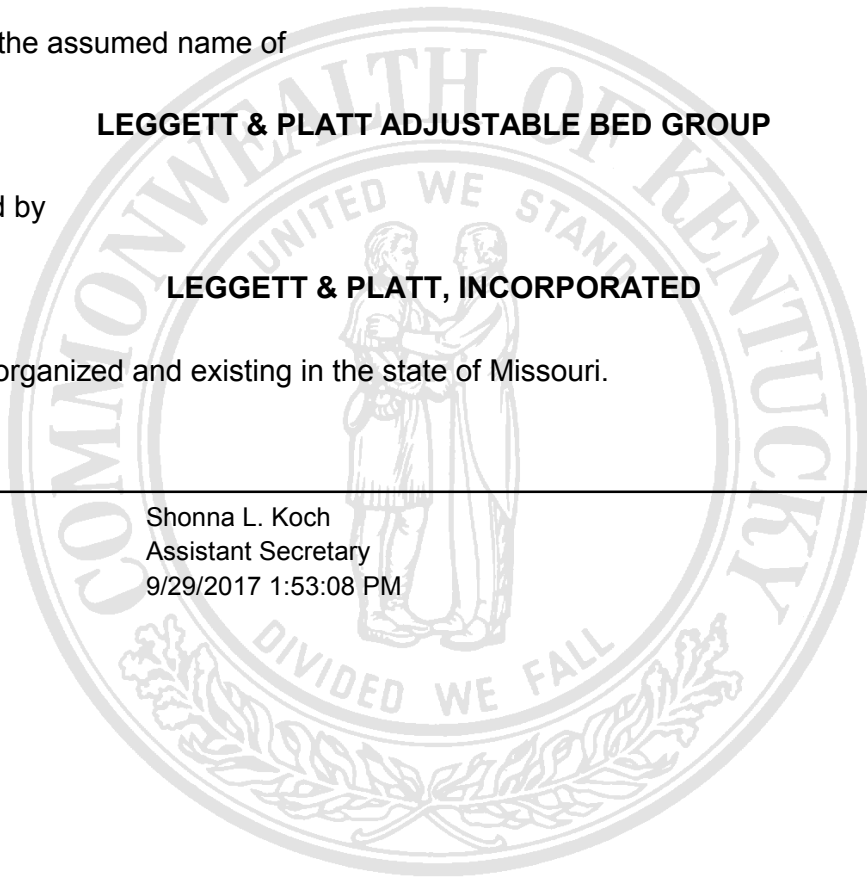 the assumed name of
LEGGETT & PLATT ADJUSTABLE BED GROUP
d by
LEGGETT & PLATT, INCORPORATED
organized and existing in the state of Missouri.
Shonna L. Koch
Assistant Secretary
9/29/2017 1:53:08 PM
COMMONWEALTH OF KENTUCKY
UNITED WE STAND
DIVIDED WE FALL